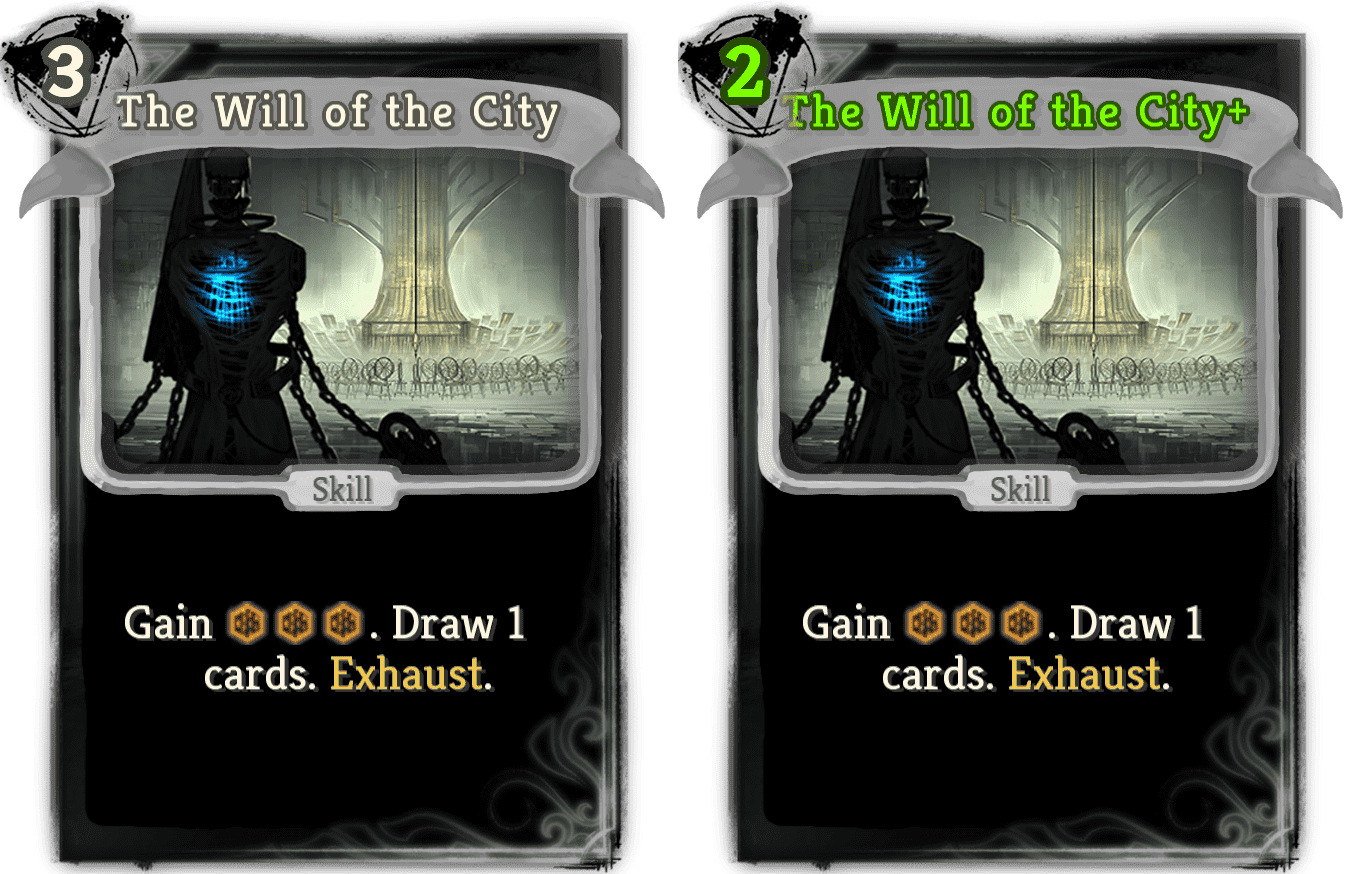 3
The Will of the City
Skill
Gain . Draw 1
cards. Exhaust.
2
The Will of the City+
Skill
Gain . Draw 1
cards. Exhaust.